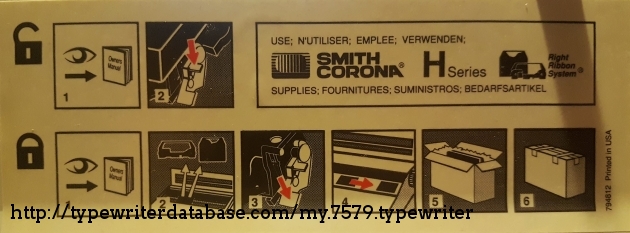 USE; N'UTILISER; EMPLEE; VERWENDEN;
SMITH
CORONA®
H Series
Right
Ribbon
System®
SUPPLIES; FOURNITURES; SUMINISTROS; BEDARFSARTIKEL
Owners
Manual
1
2
Owners
Manual
1
2
3
4
5
6
794812 Printed in USA
http://typewriterdatabase.com/my.7579.typewriter